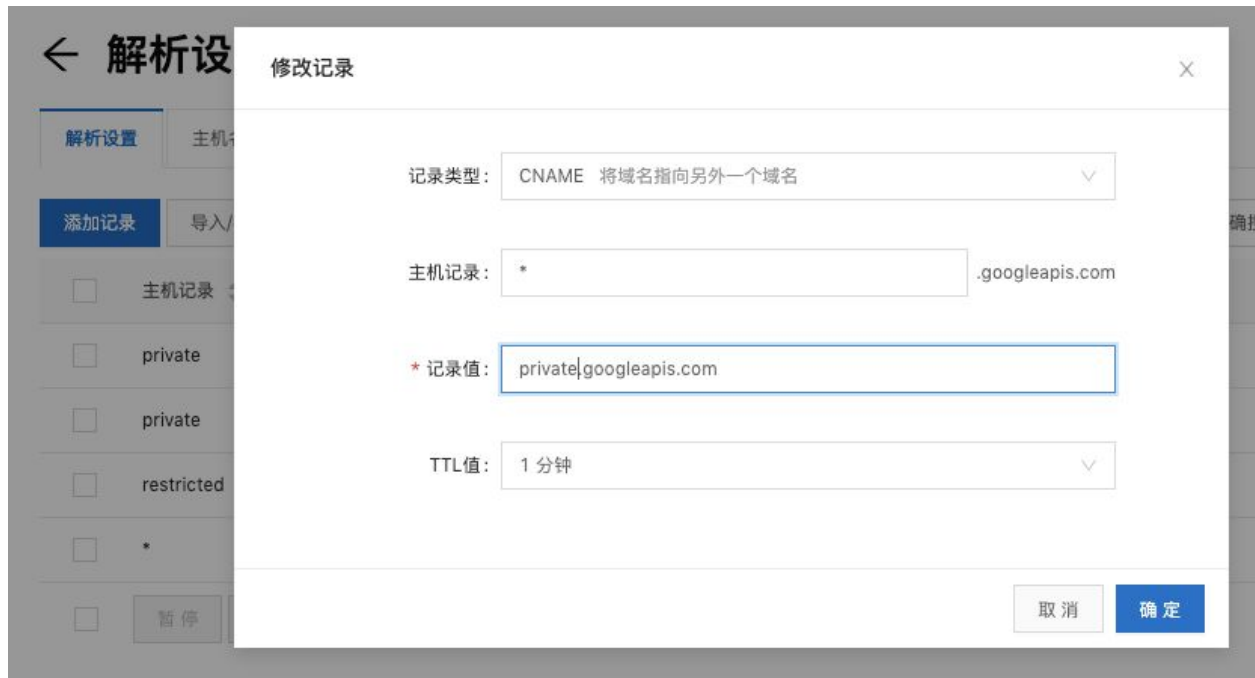 ← 解析设
修改记录
解析设置 主机
添加记录 导入/
记录类型: CNAME 将域名指向另外一个域名
主机记录: * .googleapis.com
* 记录值: private.googleapis.com
TTL值: 1 分钟
主机记录
private
private
restricted
*
暂停
取消 确定